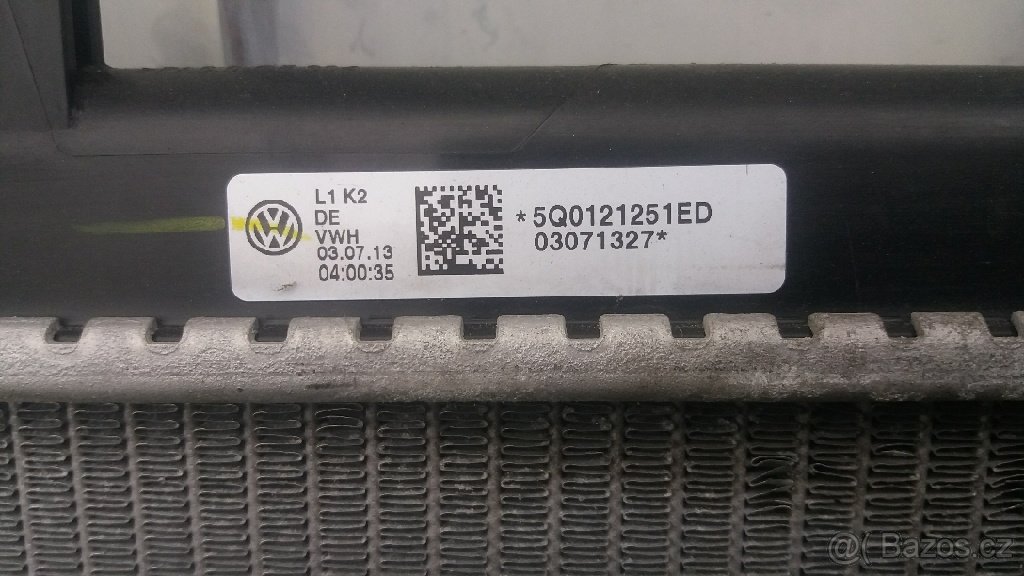 L1 K2
DE
VWH
03.07.13
04:00:35
*5Q0121251ED
03071327*
@( Bazos.cz